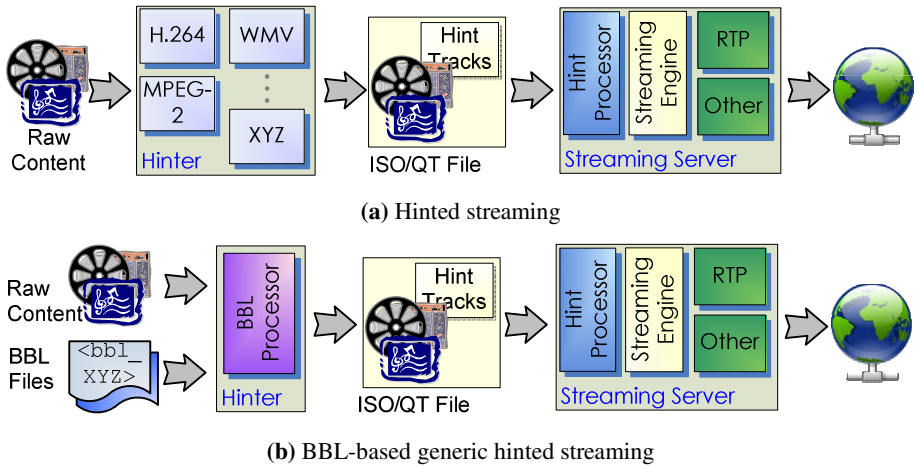 Raw
Content
H.264
WMV
MPEG-
2
XYZ
Hinter
Hint
Tracks
ISO/QT File
Hint
Processor
Streaming
Engine
RTP
Other
Streaming Server
(a) Hinted streaming
Raw
Content
BBL
Files
<bbl_
XYZ>
BBL
Processor
Hinter
Hint
Tracks
ISO/QT File
Hint
Processor
Streaming
Engine
RTP
Other
Streaming Server
(b) BBL-based generic hinted streaming